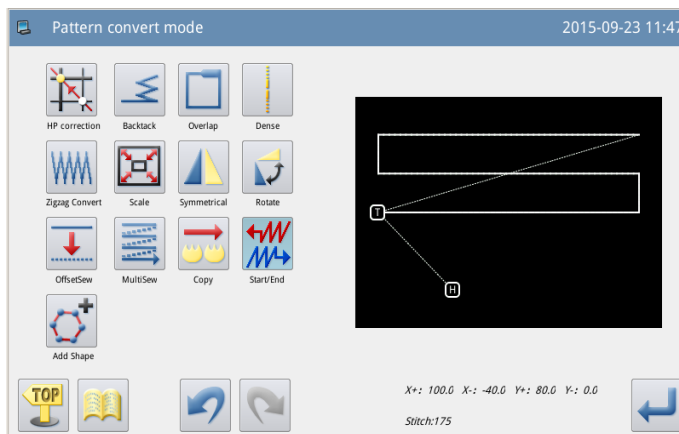 Pattern convert mode 2015-09-23 11:47
HP correction Backtack Overlap Dense
Zigzag Convert Scale Symmetrical Rotate
OffsetSew MultiSew Copy Start/End
Add Shape
T
H
TOP
X+: 100.0 X-: -40.0 Y+: 80.0 Y-: 0.0
Stitch:175